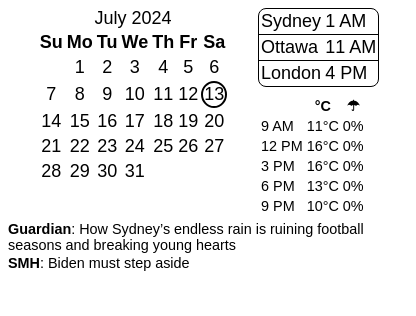 July 2024
Su Mo Tu We Th Fr Sa
1 2 3 4 5 6
7 8 9 10 11 12 13
14 15 16 17 18 19 20
21 22 23 24 25 26 27
28 29 30 31
Sydney 1 AM
Ottawa 11 AM
London 4 PM
°C ☂
9 AM 11°C 0%
12 PM 16°C 0%
3 PM 16°C 0%
6 PM 13°C 0%
9 PM 10°C 0%
Guardian: How Sydney’s endless rain is ruining football
seasons and breaking young hearts
SMH: Biden must step aside